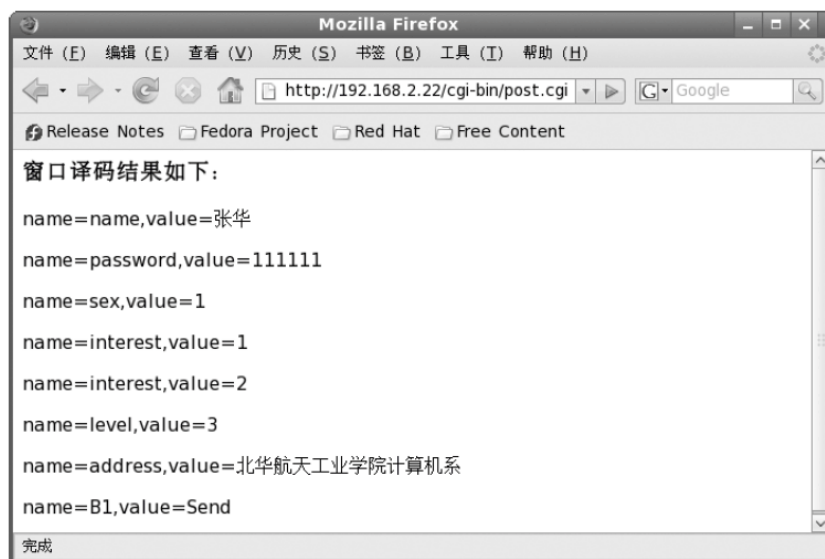 Mozilla Firefox
文件 (F) 编辑 (E) 查看 (V) 历史 (S) 书签 (B) 工具 (T) 帮助 (H)
http://192.168.2.22/cgi-bin/post.cgi G Google
Release Notes Fedora Project Red Hat Free Content
窗口译码结果如下：
name=name,value=张华
name=password,value=111111
name=sex,value=1
name=interest,value=1
name=interest,value=2
name=level,value=3
name=address,value=北华航天工业学院计算机系
name=B1,value=Send
完成